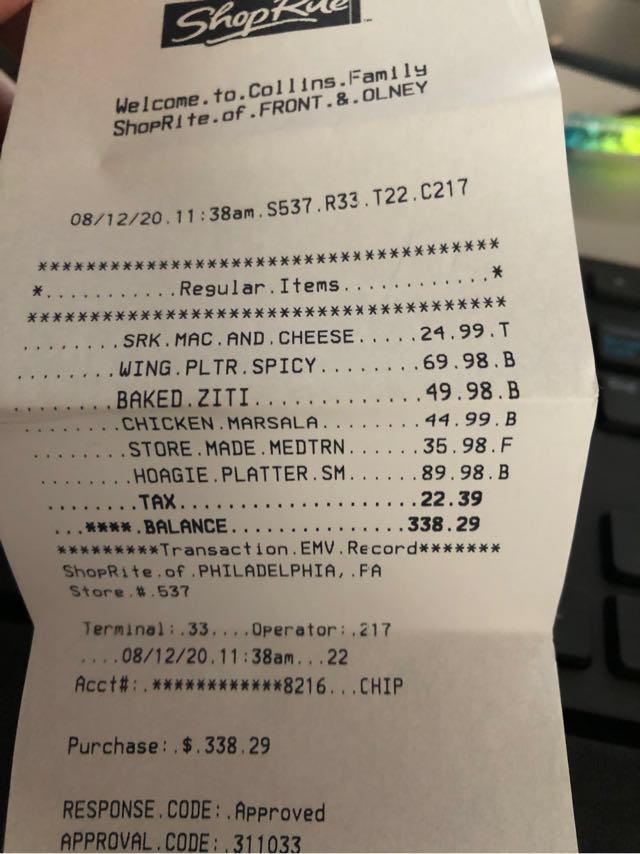 ShopRite
Welcome.to.Collins.Family
ShopRite.of.FRONT.&.OLNEY
08/12/20.11:38am.S537.R33.T22.C217
****************************************
*...........Regular.Items............*
****************************************
........SRK.MAC.AND.CHEESE.....24.99.T
........WING.PLTR.SPICY........69.98.B
........BAKED.ZITI.............49.98.B
........CHICKEN.MARSALA........44.99.B
........STORE.MADE.MEDTRN......35.98.F
........HOAGIE.PLATTER.SM......89.98.B
........TAX....................22.39
...****.BALANCE...............338.29
*********Transaction.EMV.Record*******
ShopRite.of.PHILADELPHIA,.FA
Store.#.537
Terminal:.33....Operator:.217
....08/12/20.11:38am...22
Acct#:.************8216...CHIP
Purchase:.$.338.29
RESPONSE.CODE:.Approved
APPROVAL.CODE:.311033